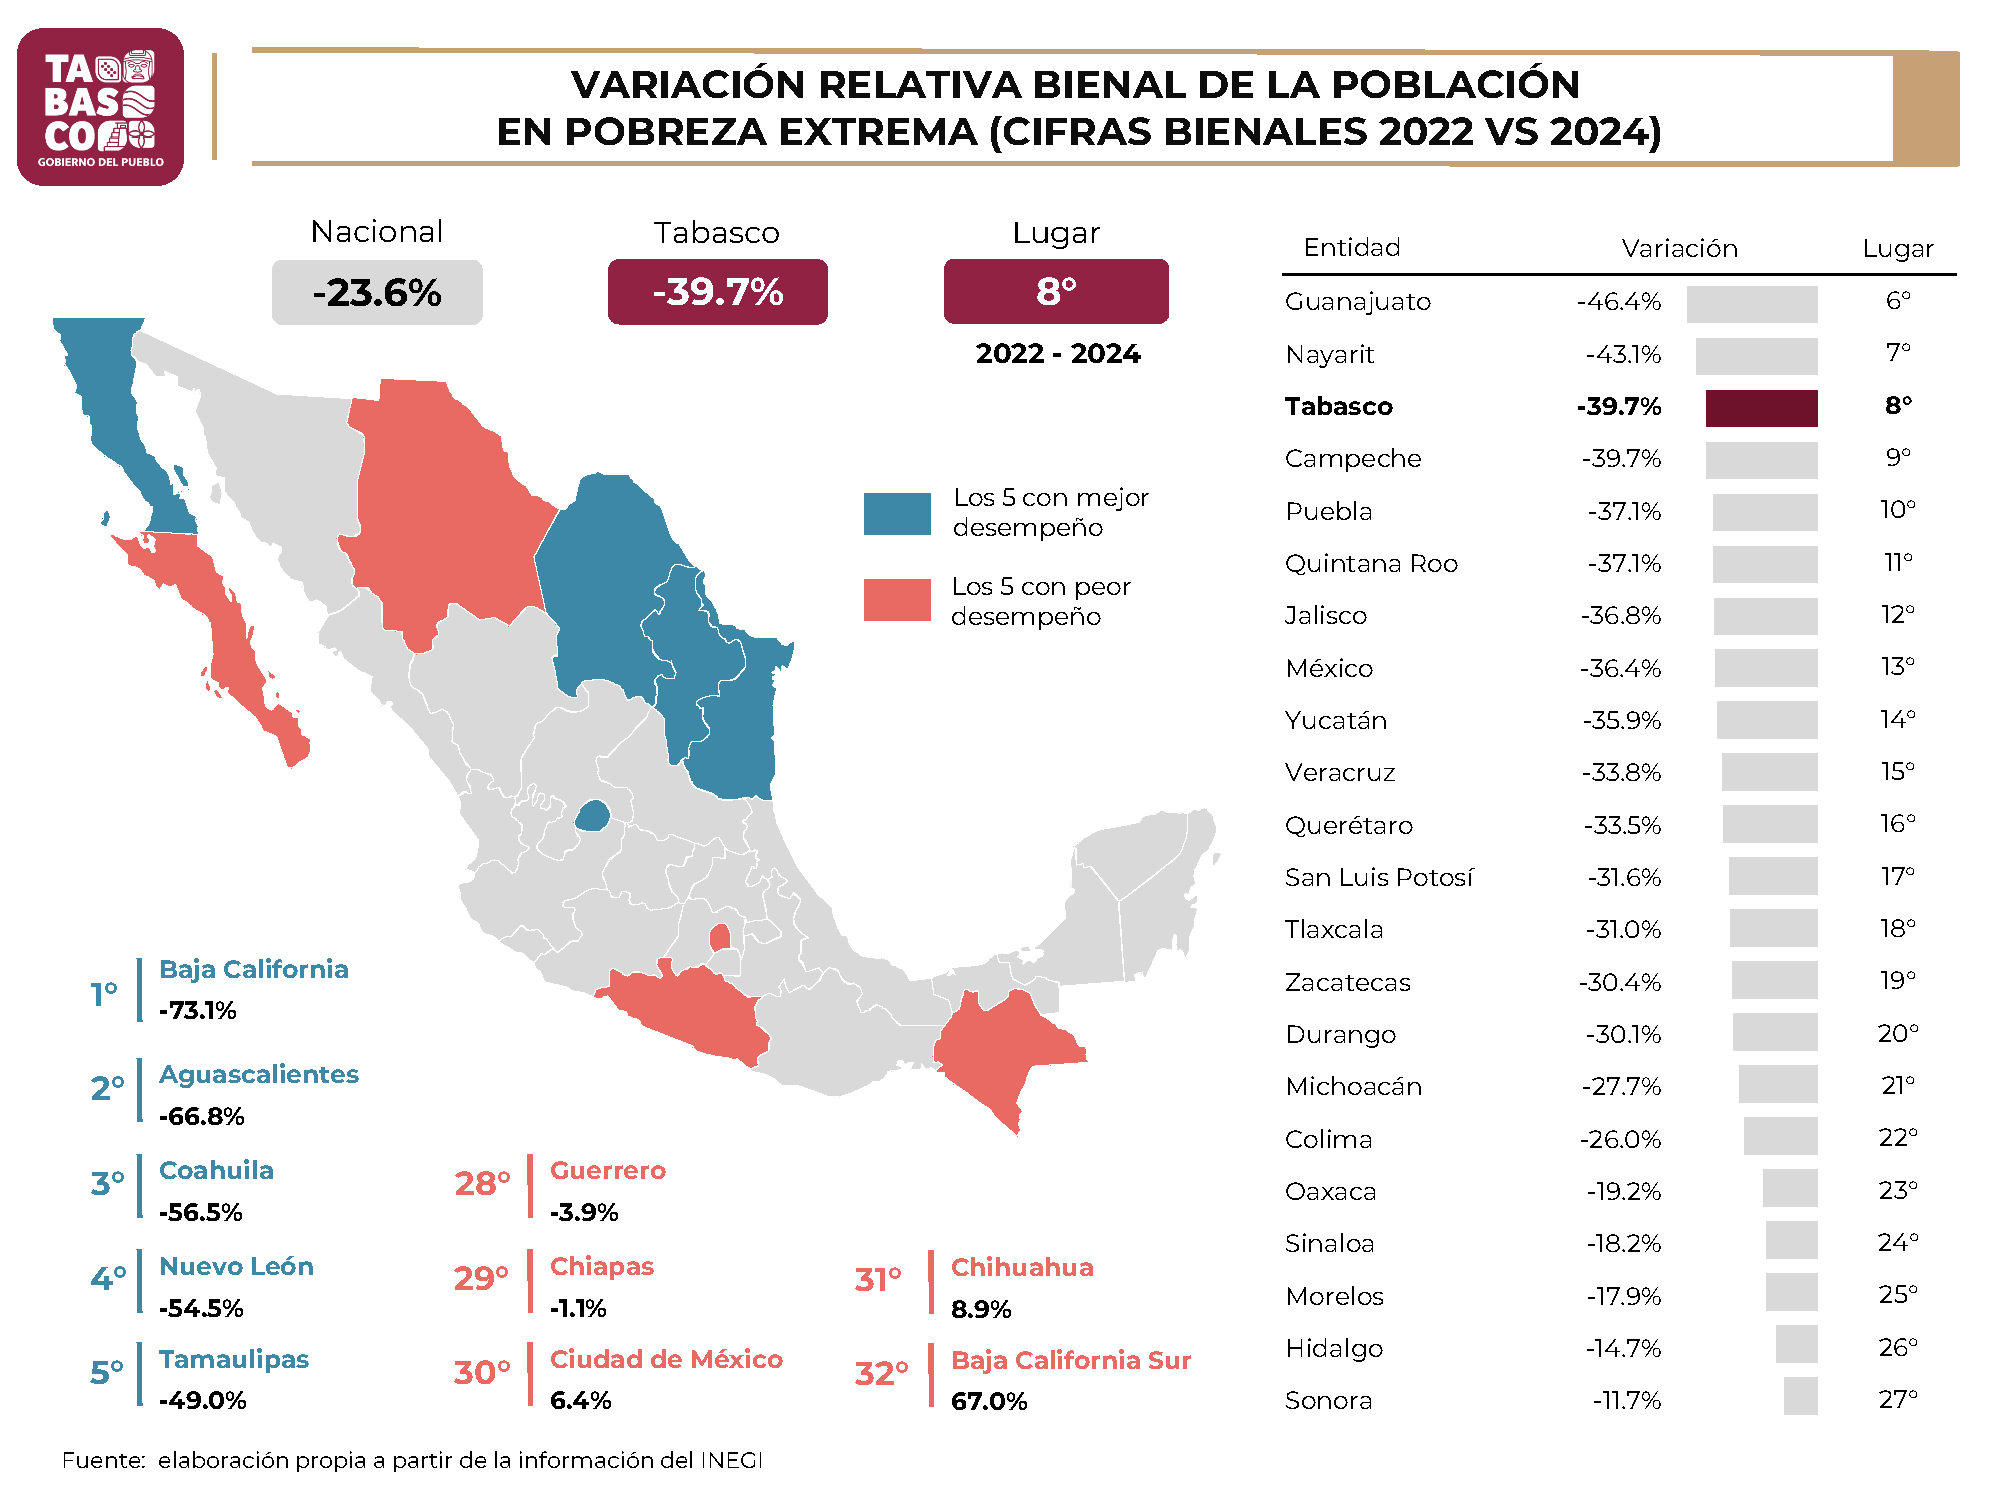 TA
BAS
CO
GOBIERNO DEL PUEBLO
VARIACIÓN RELATIVA BIENAL DE LA POBLACIÓN
EN POBREZA EXTREMA (CIFRAS BIENALES 2022 VS 2024)
Nacional
-23.6%
Tabasco
-39.7%
Lugar
8°
2022 - 2024
Los 5 con mejor
desempeño
Los 5 con peor
desempeño
1° Baja California
-73.1%
2° Aguascalientes
-66.8%
3° Coahuila
-56.5%
4° Nuevo León
-54.5%
5° Tamaulipas
-49.0%
28° Guerrero
-3.9%
29° Chiapas
-1.1%
30° Ciudad de México
6.4%
31° Chihuahua
8.9%
32° Baja California Sur
67.0%
Entidad Variación Lugar
Guanajuato -46.4% 6°
Nayarit -43.1% 7°
Tabasco -39.7% 8°
Campeche -39.7% 9°
Puebla -37.1% 10°
Quintana Roo -37.1% 11°
Jalisco -36.8% 12°
México -36.4% 13°
Yucatán -35.9% 14°
Veracruz -33.8% 15°
Querétaro -33.5% 16°
San Luis Potosí -31.6% 17°
Tlaxcala -31.0% 18°
Zacatecas -30.4% 19°
Durango -30.1% 20°
Michoacán -27.7% 21°
Colima -26.0% 22°
Oaxaca -19.2% 23°
Sinaloa -18.2% 24°
Morelos -17.9% 25°
Hidalgo -14.7% 26°
Sonora -11.7% 27°
Fuente: elaboración propia a partir de la información del INEGI